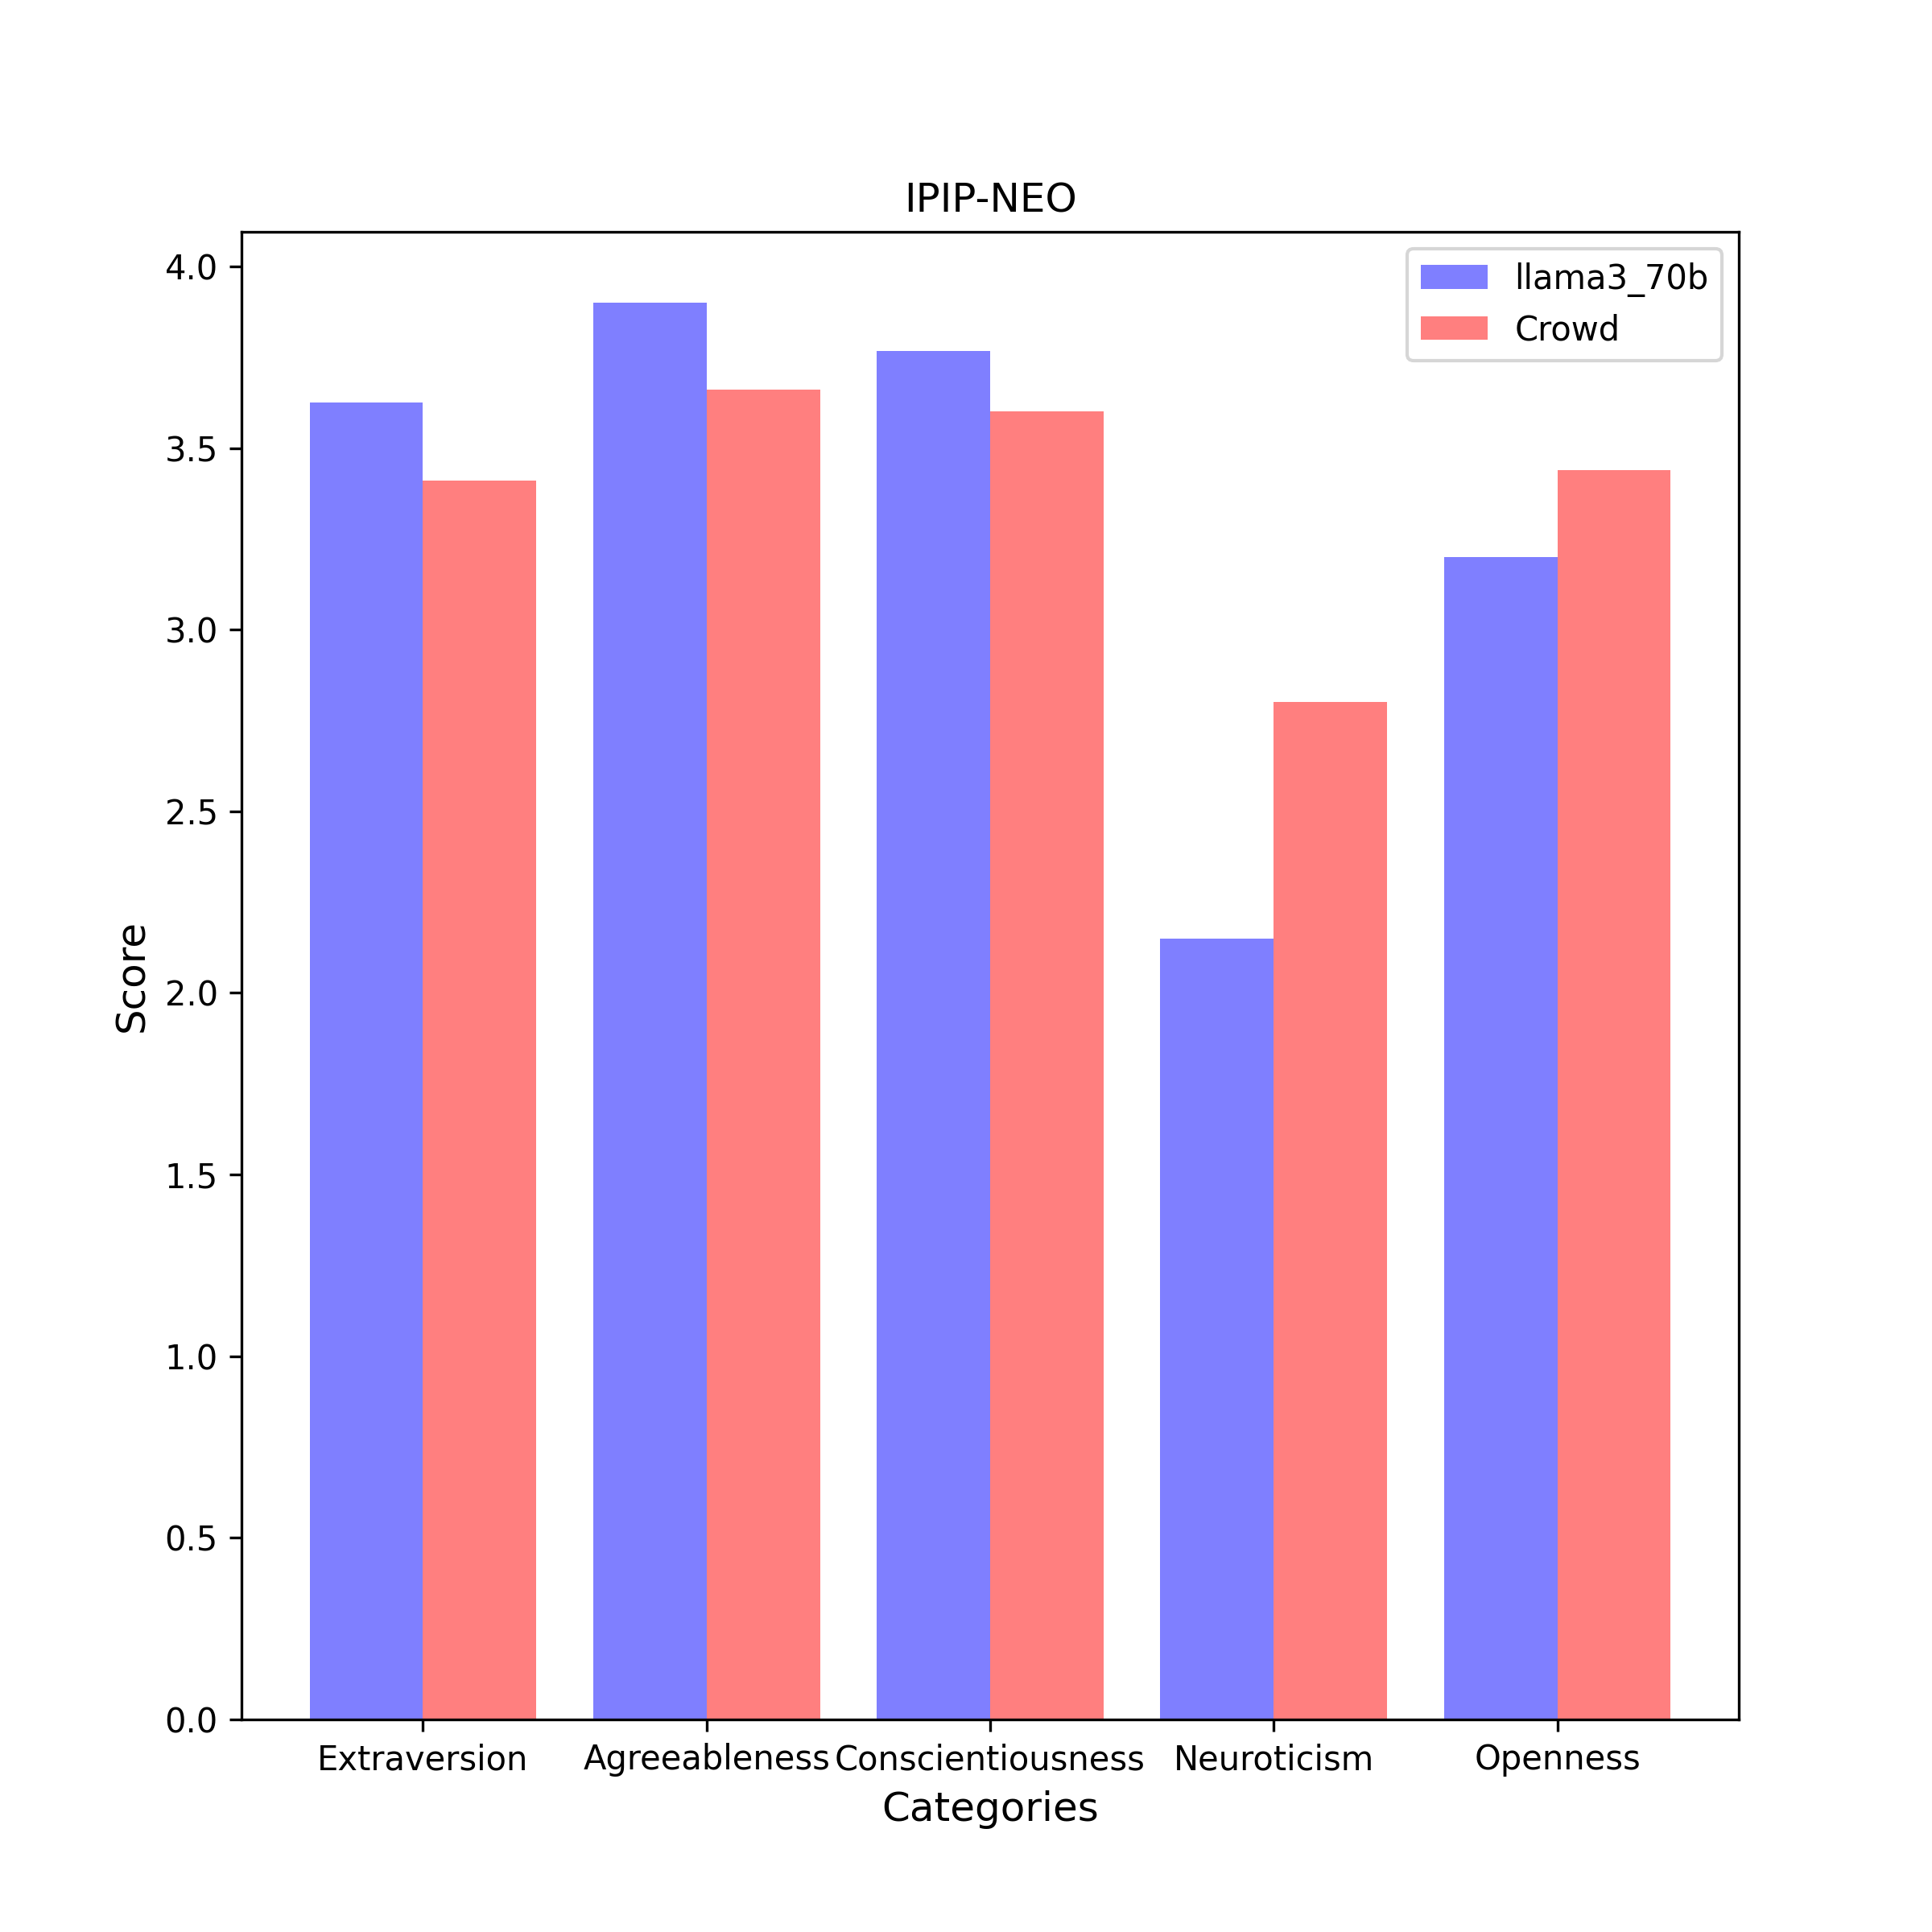 IPIP-NEO
llama3_70b
Crowd
4.0
3.5
3.0
2.5
2.0
1.5
1.0
0.5
0.0
Score
Extraversion Agreeableness Conscientiousness Neuroticism Openness
Categories